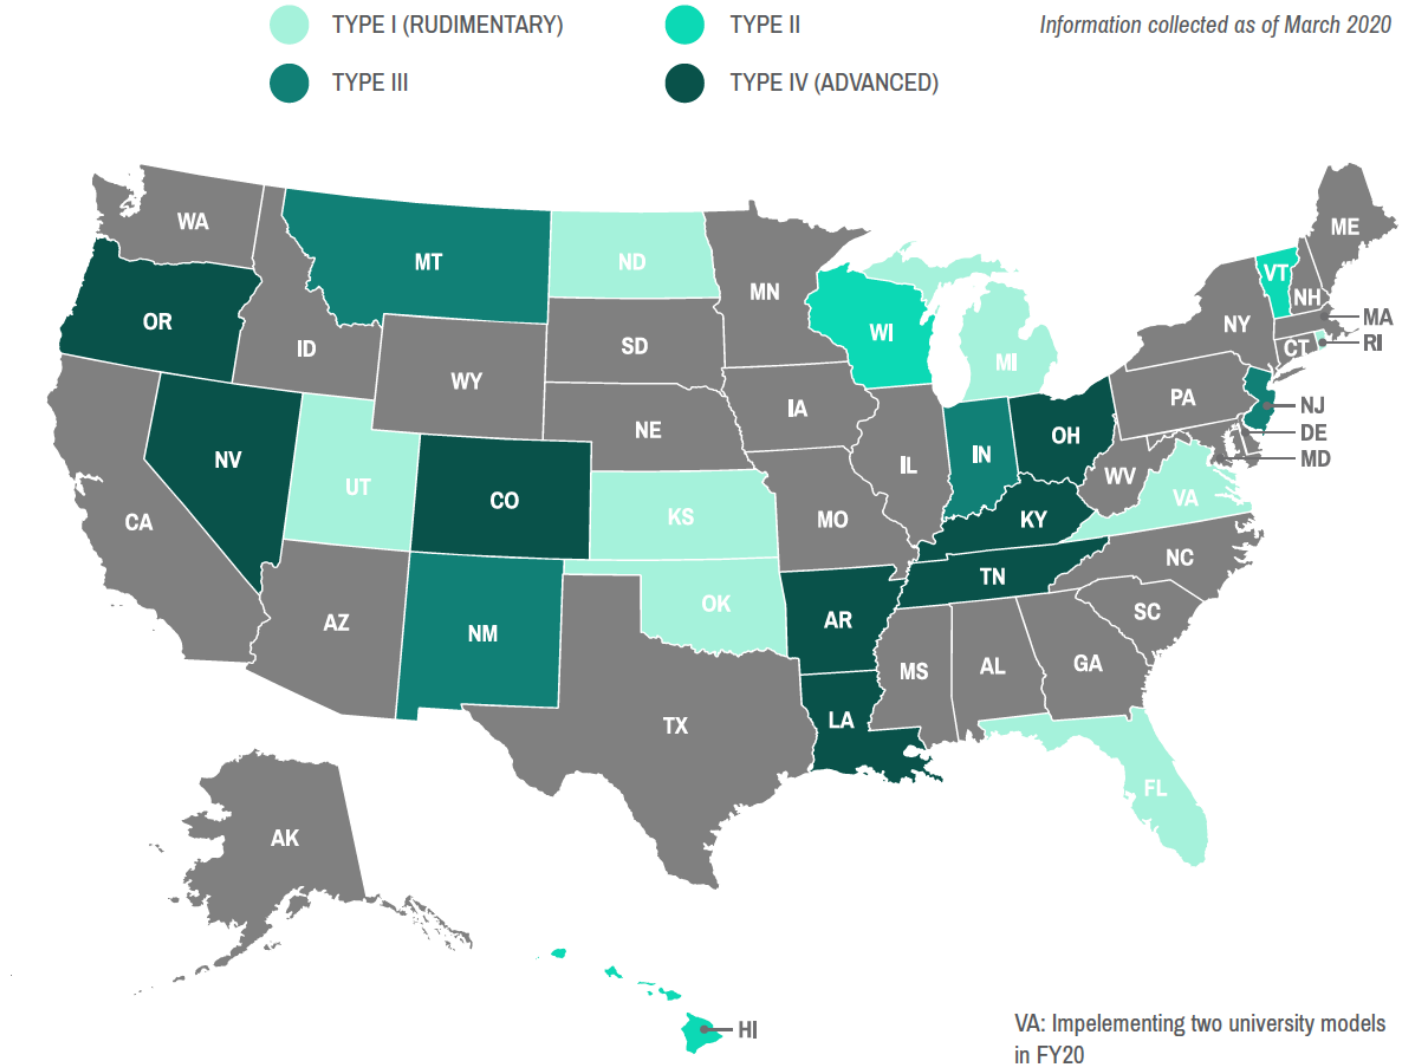 TYPE I (RUDIMENTARY)
TYPE II
Information collected as of March 2020
TYPE III
TYPE IV (ADVANCED)
WA
MT
ND
MN
ME
VT
NH
OR
ID
WY
SD
WI
MI
NY
MA
CT
RI
NE
IA
PA
NJ
DE
MD
NV
UT
CO
KS
MO
IL
IN
OH
WV
VA
KY
CA
AZ
NM
OK
AR
TN
NC
SC
TX
LA
MS
AL
GA
FL
AK
HI
VA: Impelementing two university models
in FY20